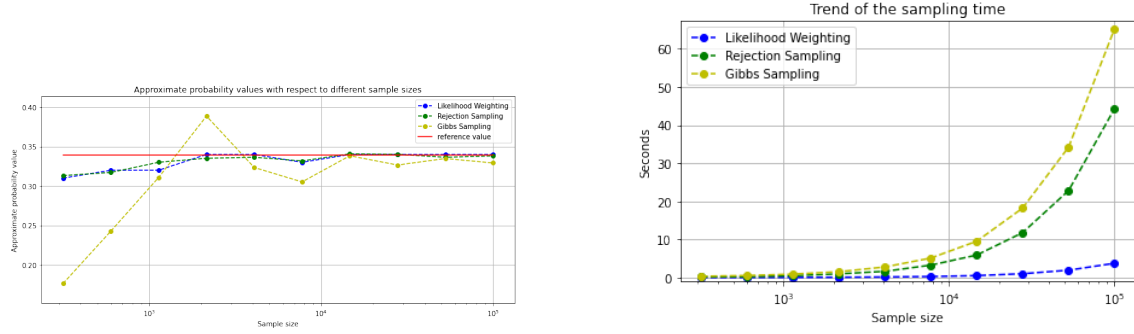 Approximate probability values with respect to different sample sizes
Likelihood Weighting
Rejection Sampling
Gibbs Sampling
reference value
0.40
0.35
0.30
0.25
0.20
Approximate probability value
10³
10⁴
10⁵
Sample size
Trend of the sampling time
Likelihood Weighting
Rejection Sampling
Gibbs Sampling
60
50
40
30
20
10
0
Seconds
10³
10⁴
10⁵
Sample size